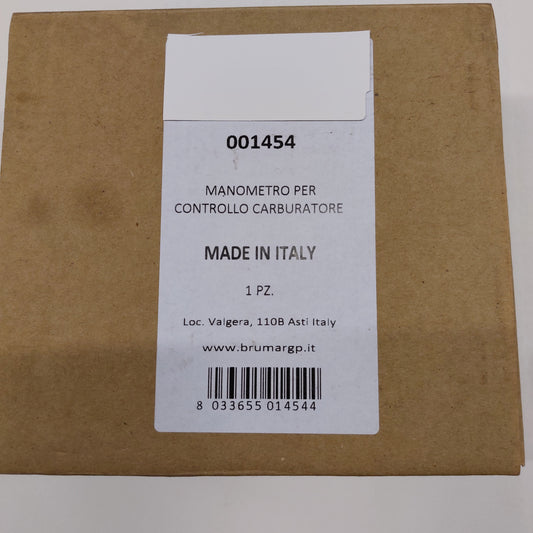 001454
MANOMETRO PER
CONTROLLO CARBURATORE
MADE IN ITALY
1 PZ.
Loc. Valgera, 110B Asti Italy
www.brumargp.it
8 033655 014544